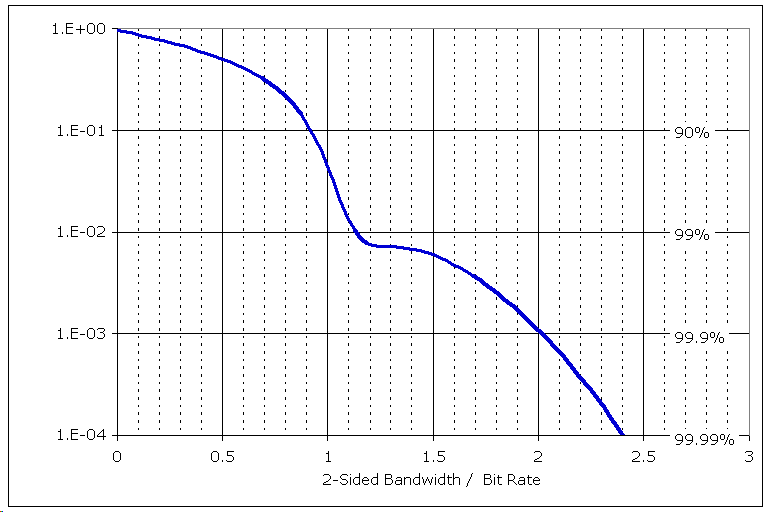 1.E+00
1.E-01
90%
1.E-02
99%
1.E-03
99.9%
1.E-04
99.99%
0 0.5 1 1.5 2 2.5 3
2-Sided Bandwidth / Bit Rate